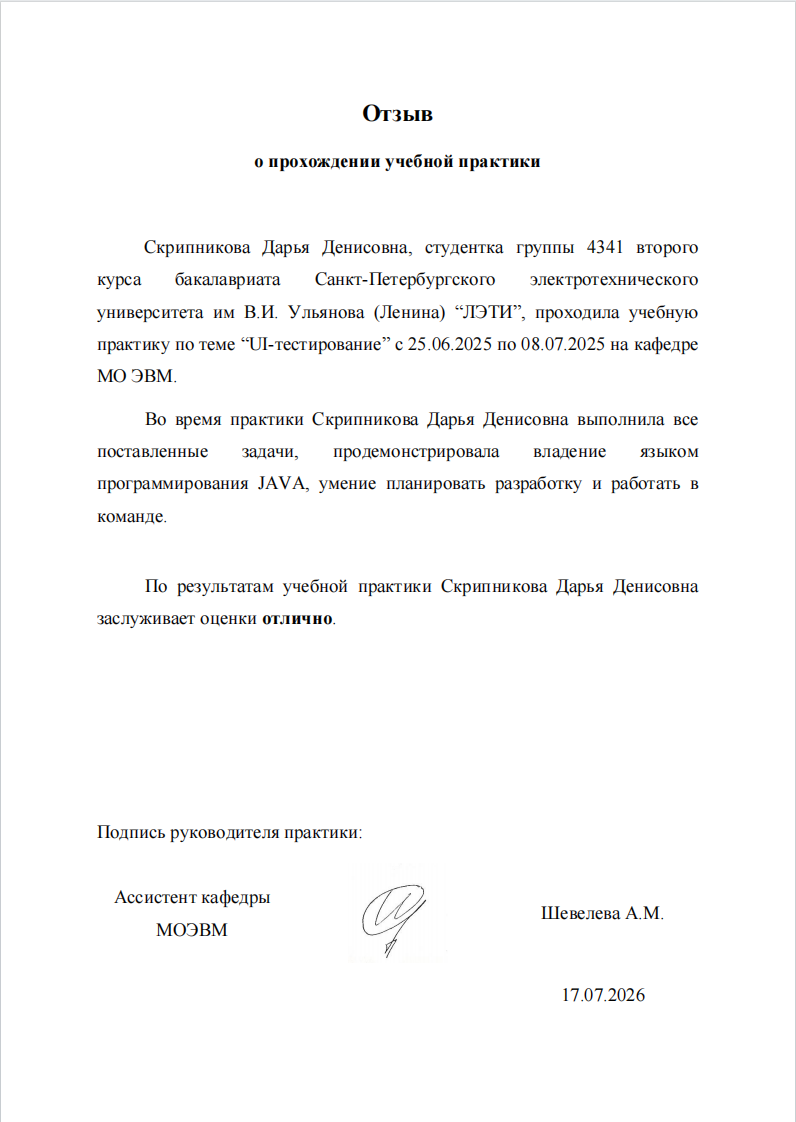 Отзыв
о прохождении учебной практики
Скрипникова Дарья Денисовна, студентка группы 4341 второго
курса бакалавриата Санкт-Петербургского электротехнического
университета им В.И. Ульянова (Ленина) “ЛЭТИ”, проходила учебную
практику по теме “UI-тестирование” с 25.06.2025 по 08.07.2025 на кафедре
МО ЭВМ.
Во время практики Скрипникова Дарья Денисовна выполнила все
поставленные задачи, продемонстрировала владение языком
программирования JAVA, умение планировать разработку и работать в
команде.
По результатам учебной практики Скрипникова Дарья Денисовна
заслуживает оценки отлично.
Подпись руководителя практики:
Ассистент кафедры
МОЭВМ
Шевелева А.М.
17.07.2026